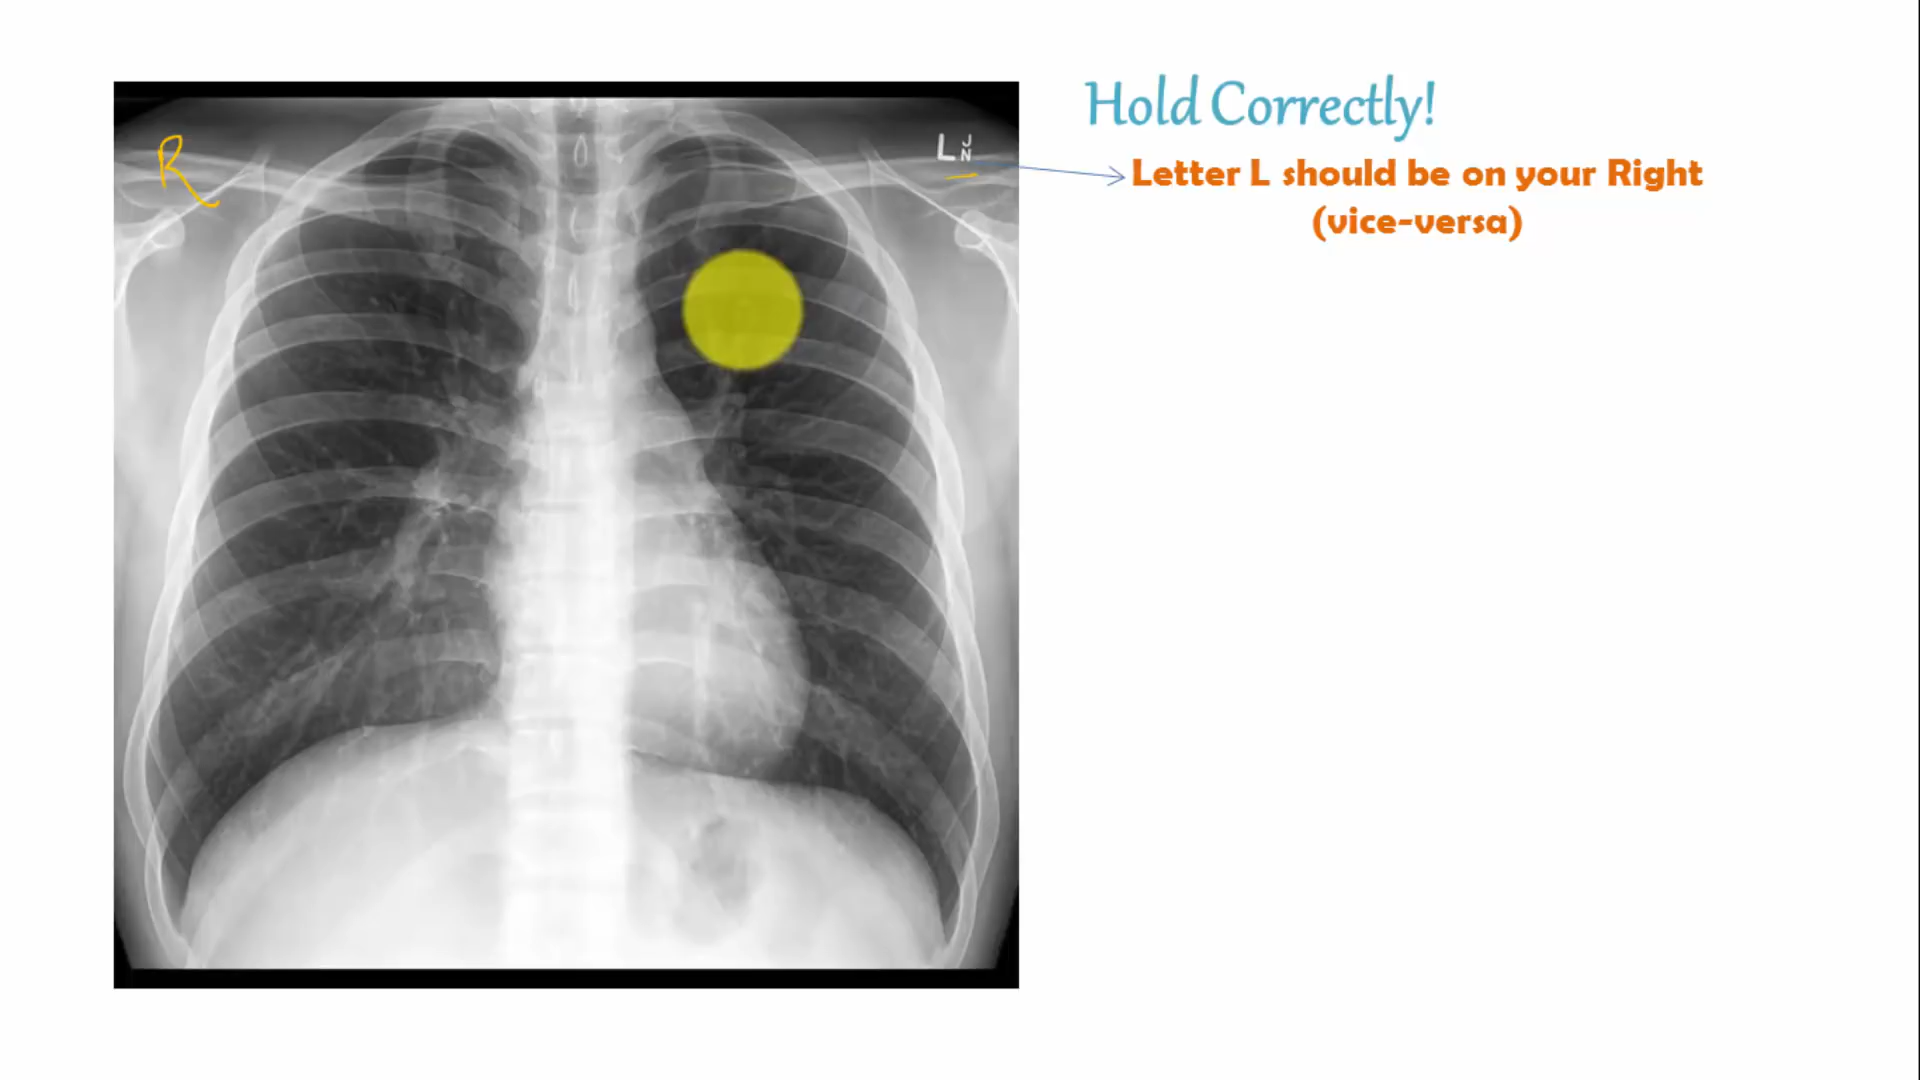 Hold Correctly!
R
L J N
Letter L should be on your Right
(vice-versa)